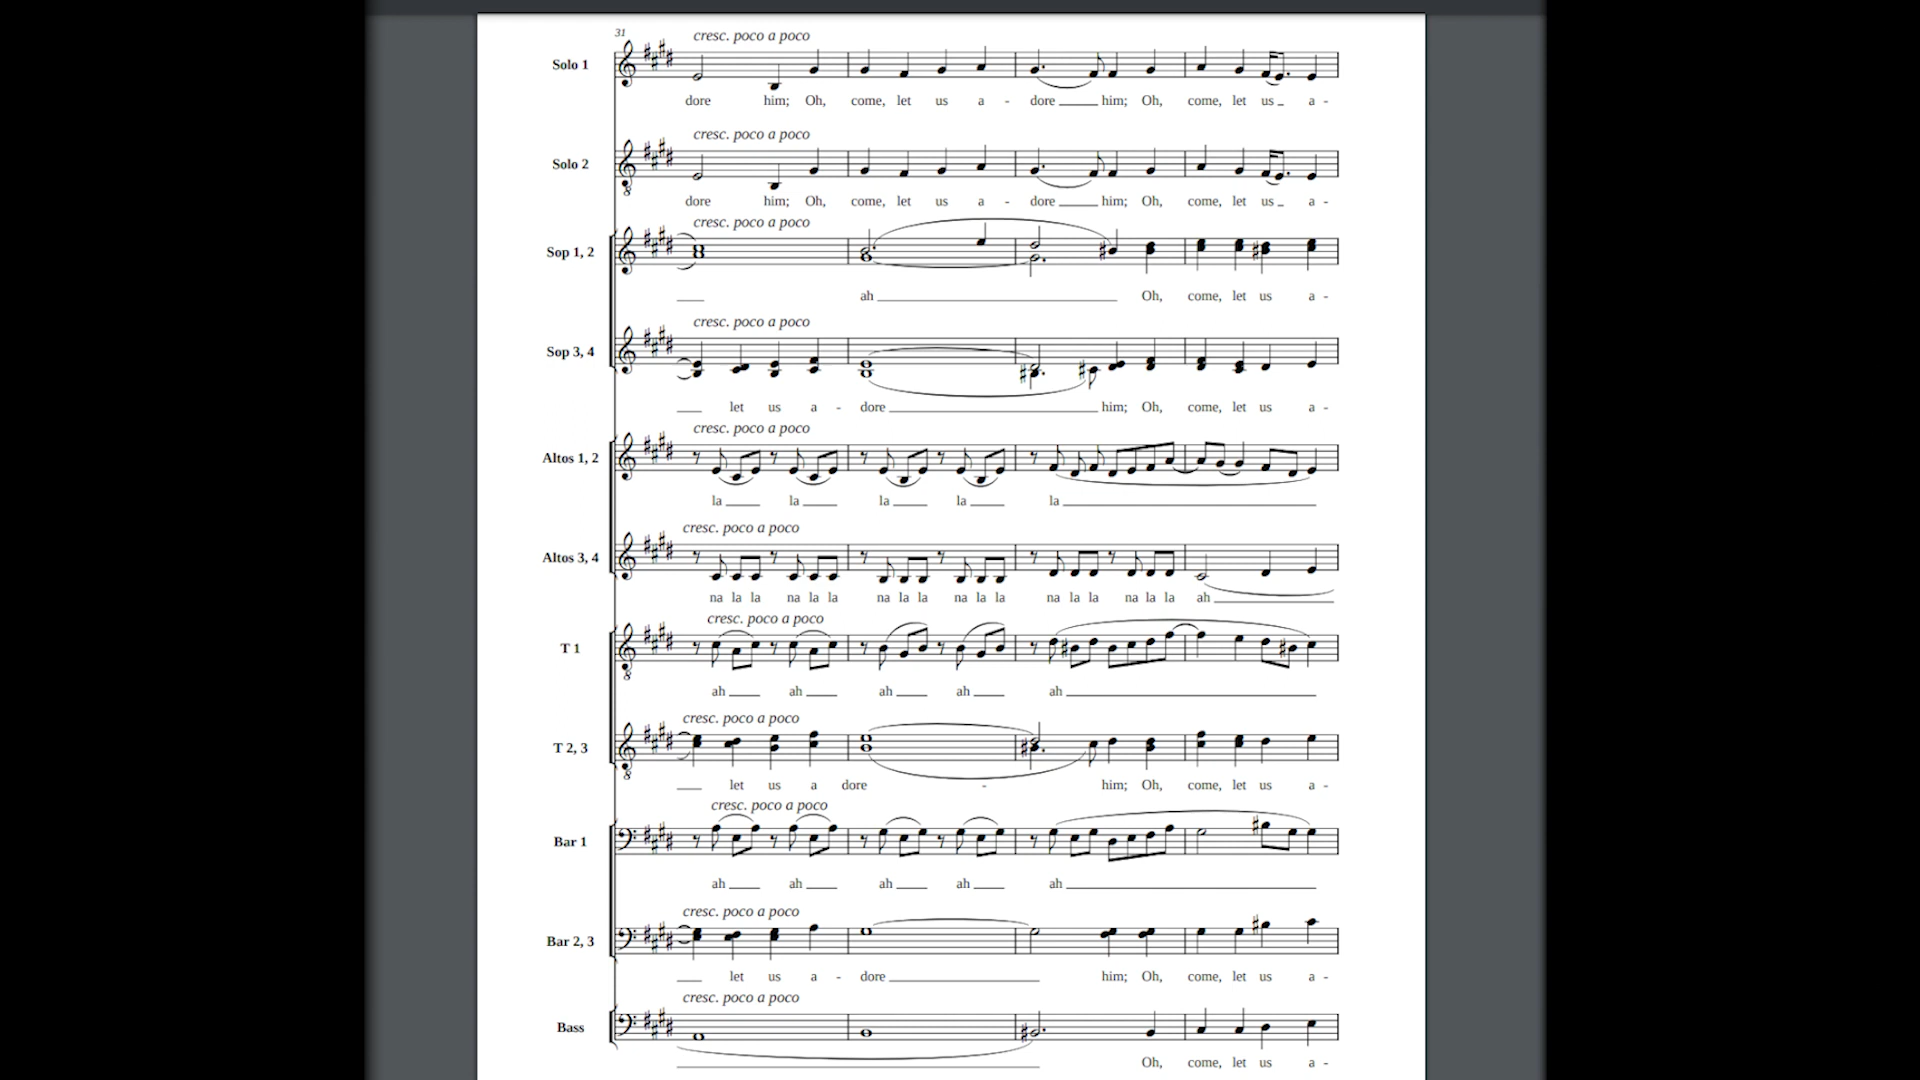 31
cresc. poco a poco
Solo 1
dore him; Oh, come, let us a - dore him; Oh, come, let us a -
cresc. poco a poco
Solo 2
8
dore him; Oh, come, let us a - dore him; Oh, come, let us a -
cresc. poco a poco
Sop 1, 2
ah Oh, come, let us a -
cresc. poco a poco
Sop 3, 4
let us a - dore him; Oh, come, let us a -
cresc. poco a poco
Altos 1, 2
la la la la la
cresc. poco a poco
Altos 3, 4
na la la na la la na la la na la la na la la na la la ah
cresc. poco a poco
T 1
8
ah ah ah ah ah
cresc. poco a poco
T 2, 3
8
let us a dore - him; Oh, come, let us a -
cresc. poco a poco
Bar 1
ah ah ah ah ah
cresc. poco a poco
Bar 2, 3
let us a - dore him; Oh, come, let us a -
cresc. poco a poco
Bass
Oh, come, let us a -